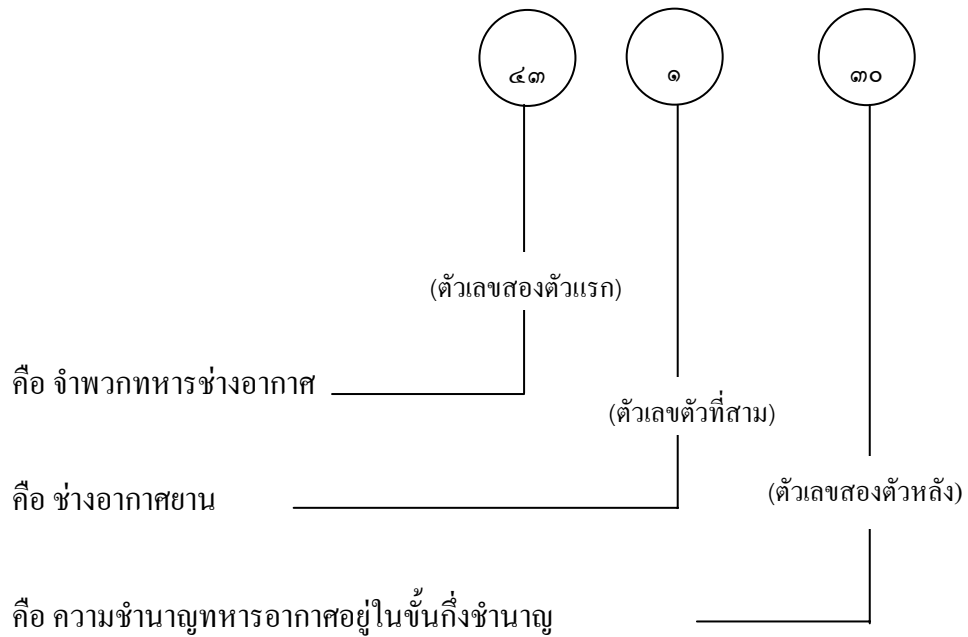 ๔๓ ๑ ๓๐
(ตัวเลขสองตัวแรก)
คือ จำพวกทหารช่างอากาศ
(ตัวเลขตัวที่สาม)
คือ ช่างอากาศยาน
(ตัวเลขสองตัวหลัง)
คือ ความชำนาญทหารอากาศอยู่ในขั้นกึ่งชำนาญ